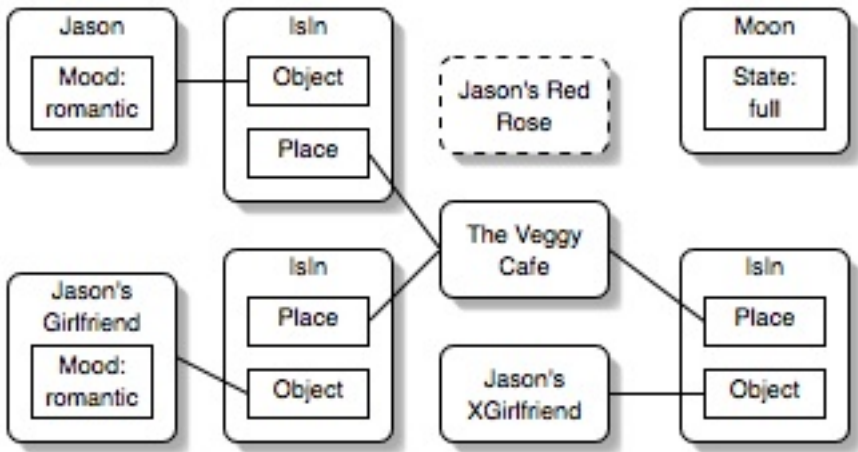 Jason
Mood:
romantic
IsIn
Object
Place
Jason's Red
Rose
Moon
State:
full
The Veggy
Cafe
Jason's
Girlfriend
Mood:
romantic
IsIn
Place
Object
Jason's
XGirlfriend
IsIn
Place
Object